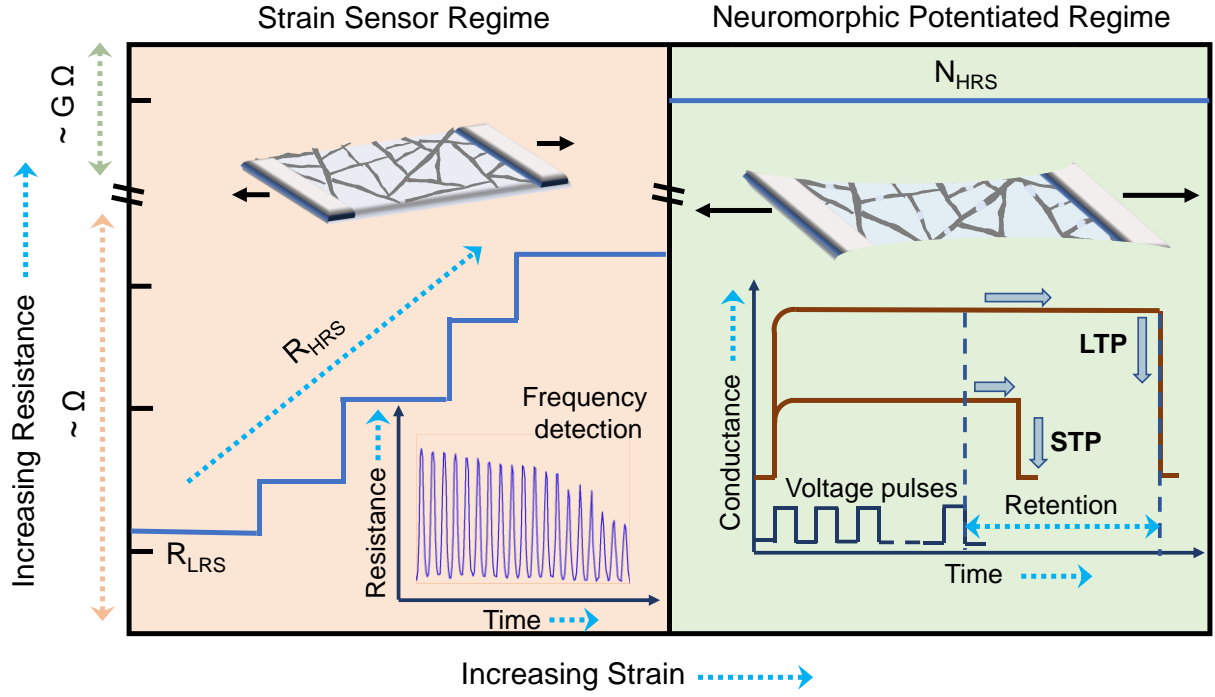 Strain Sensor Regime
Neuromorphic Potentiated Regime
~ G Ω
N_HRS
Increasing Resistance
~ Ω
R_HRS
R_LRS
Frequency
detection
Resistance
Time
Conductance
LTP
STP
Voltage pulses
Retention
Time
Increasing Strain